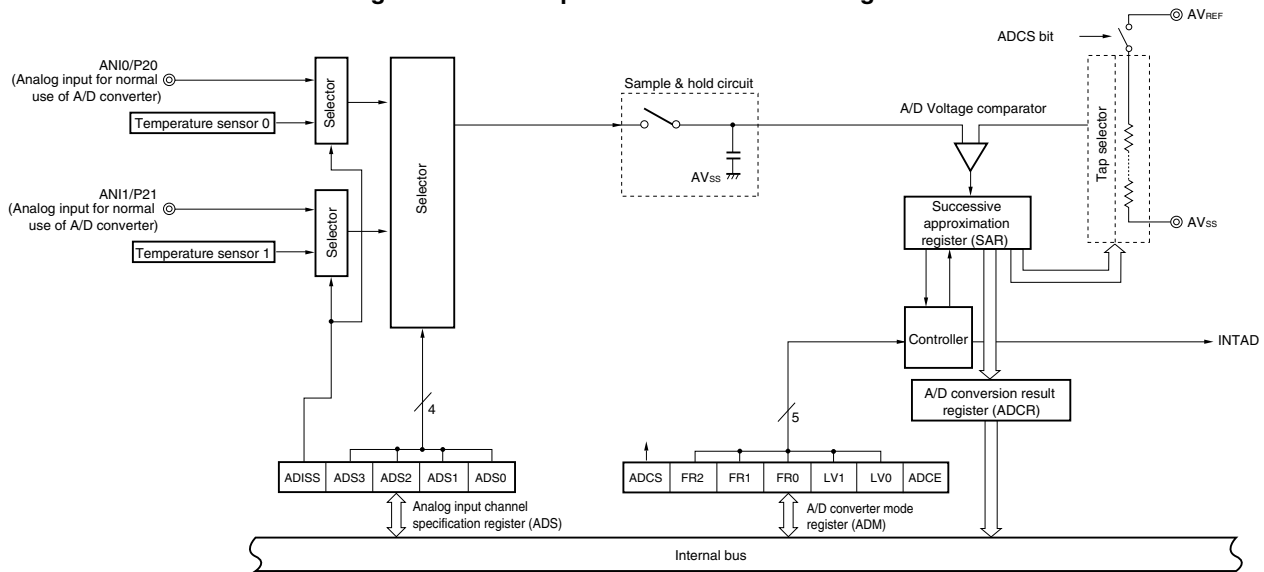 AVREF
ADCS bit
ANI0/P20
(Analog input for normal
use of A/D converter)
Selector
Temperature sensor 0
Selector
Sample & hold circuit
AVss
A/D Voltage comparator
Tap selector
AVss
ANI1/P21
(Analog input for normal
use of A/D converter)
Selector
Temperature sensor 1
Successive
approximation
register (SAR)
Controller
INTAD
A/D conversion result
register (ADCR)
4
5
ADISS ADS3 ADS2 ADS1 ADS0
ADCS FR2 FR1 FR0 LV1 LV0 ADCE
Analog input channel
specification register (ADS)
A/D converter mode
register (ADM)
Internal bus